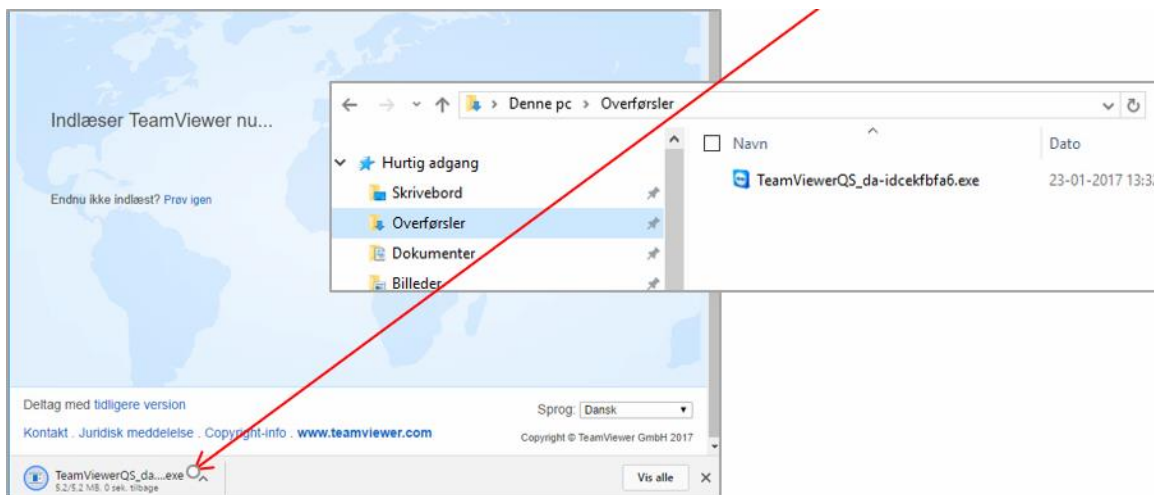 Indlæser TeamViewer nu...
Endnu ikke indlæst? Prøv igen
Denne pc > Overførsler
Navn
Dato
Hurtig adgang
Skrivebord
Overførsler
Dokumenter
Billeder
TeamViewerQS_da-idcekfbfa6.exe
23-01-2017 13:3
Deltag med tidligere version
Sprog: Dansk
Kontakt . Juridisk meddelelse . Copyright-info . www.teamviewer.com
Copyright © TeamViewer GmbH 2017
TeamViewerQS_da....exe
5.2/5.2 MB, 0 sek. tilbage
Vis alle